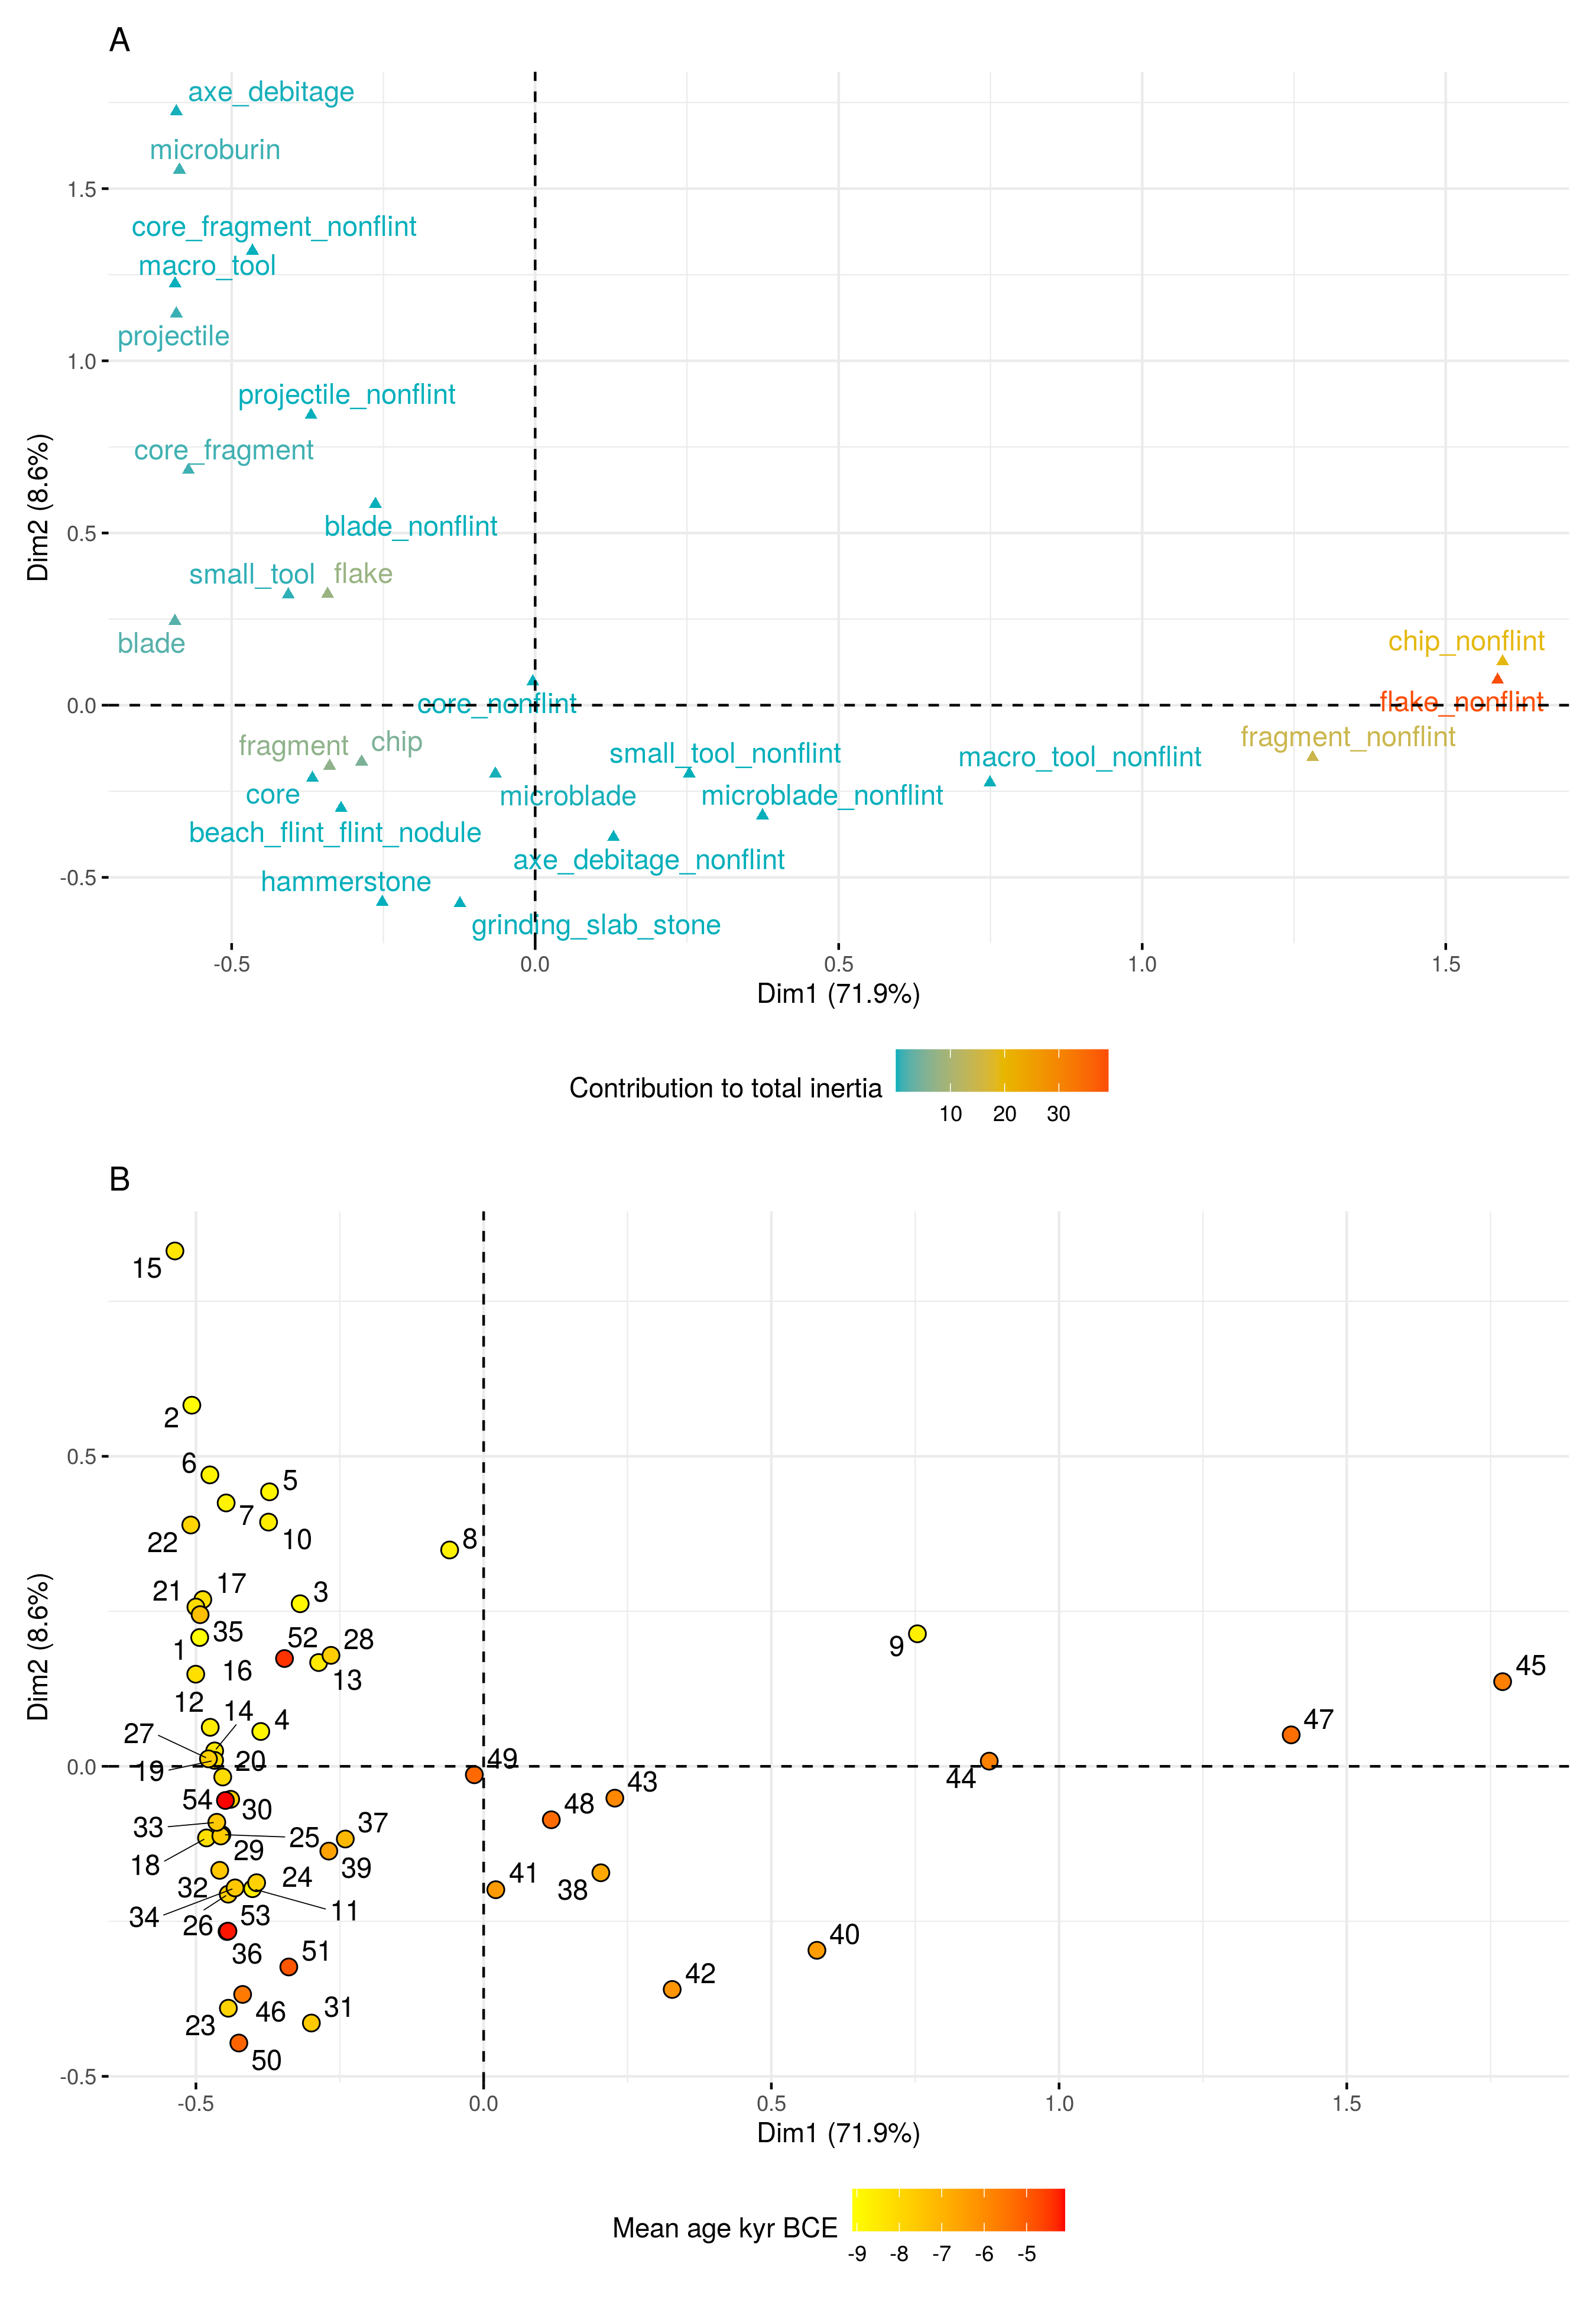 A
axe_debitage
microburin
1.5
core_fragment_nonflint
macro_tool
projectile
1.0
projectile_nonflint
core_fragment
Dim2 (8.6%)
0.5
blade_nonflint
small_tool
flake
blade
chip_nonflint
0.0
core_nonflint
flake_nonflint
fragment
chip
small_tool_nonflint
macro_tool_nonflint
fragment_nonflint
core
microblade
microblade_nonflint
beach_flint_flint_nodule
axe_debitage_nonflint
-0.5
hammerstone
grinding_slab_stone
-0.5 0.0 0.5 1.0 1.5
Dim1 (71.9%)
Contribution to total inertia
10 20 30
B
15
2
0.5
6
5
7
22
10
8
21
17
3
1
35
52
28
9
16
13
45
12
14
4
47
27
Dim2 (8.6%)
0.0
19
20
49
44
54
30
43
33
48
37
25
18
29
39
32
24
41
38
34
26
53
11
36
51
40
42
23
46
31
50
-0.5
-0.5 0.0 0.5 1.0 1.5
Dim1 (71.9%)
Mean age kyr BCE
-9 -8 -7 -6 -5